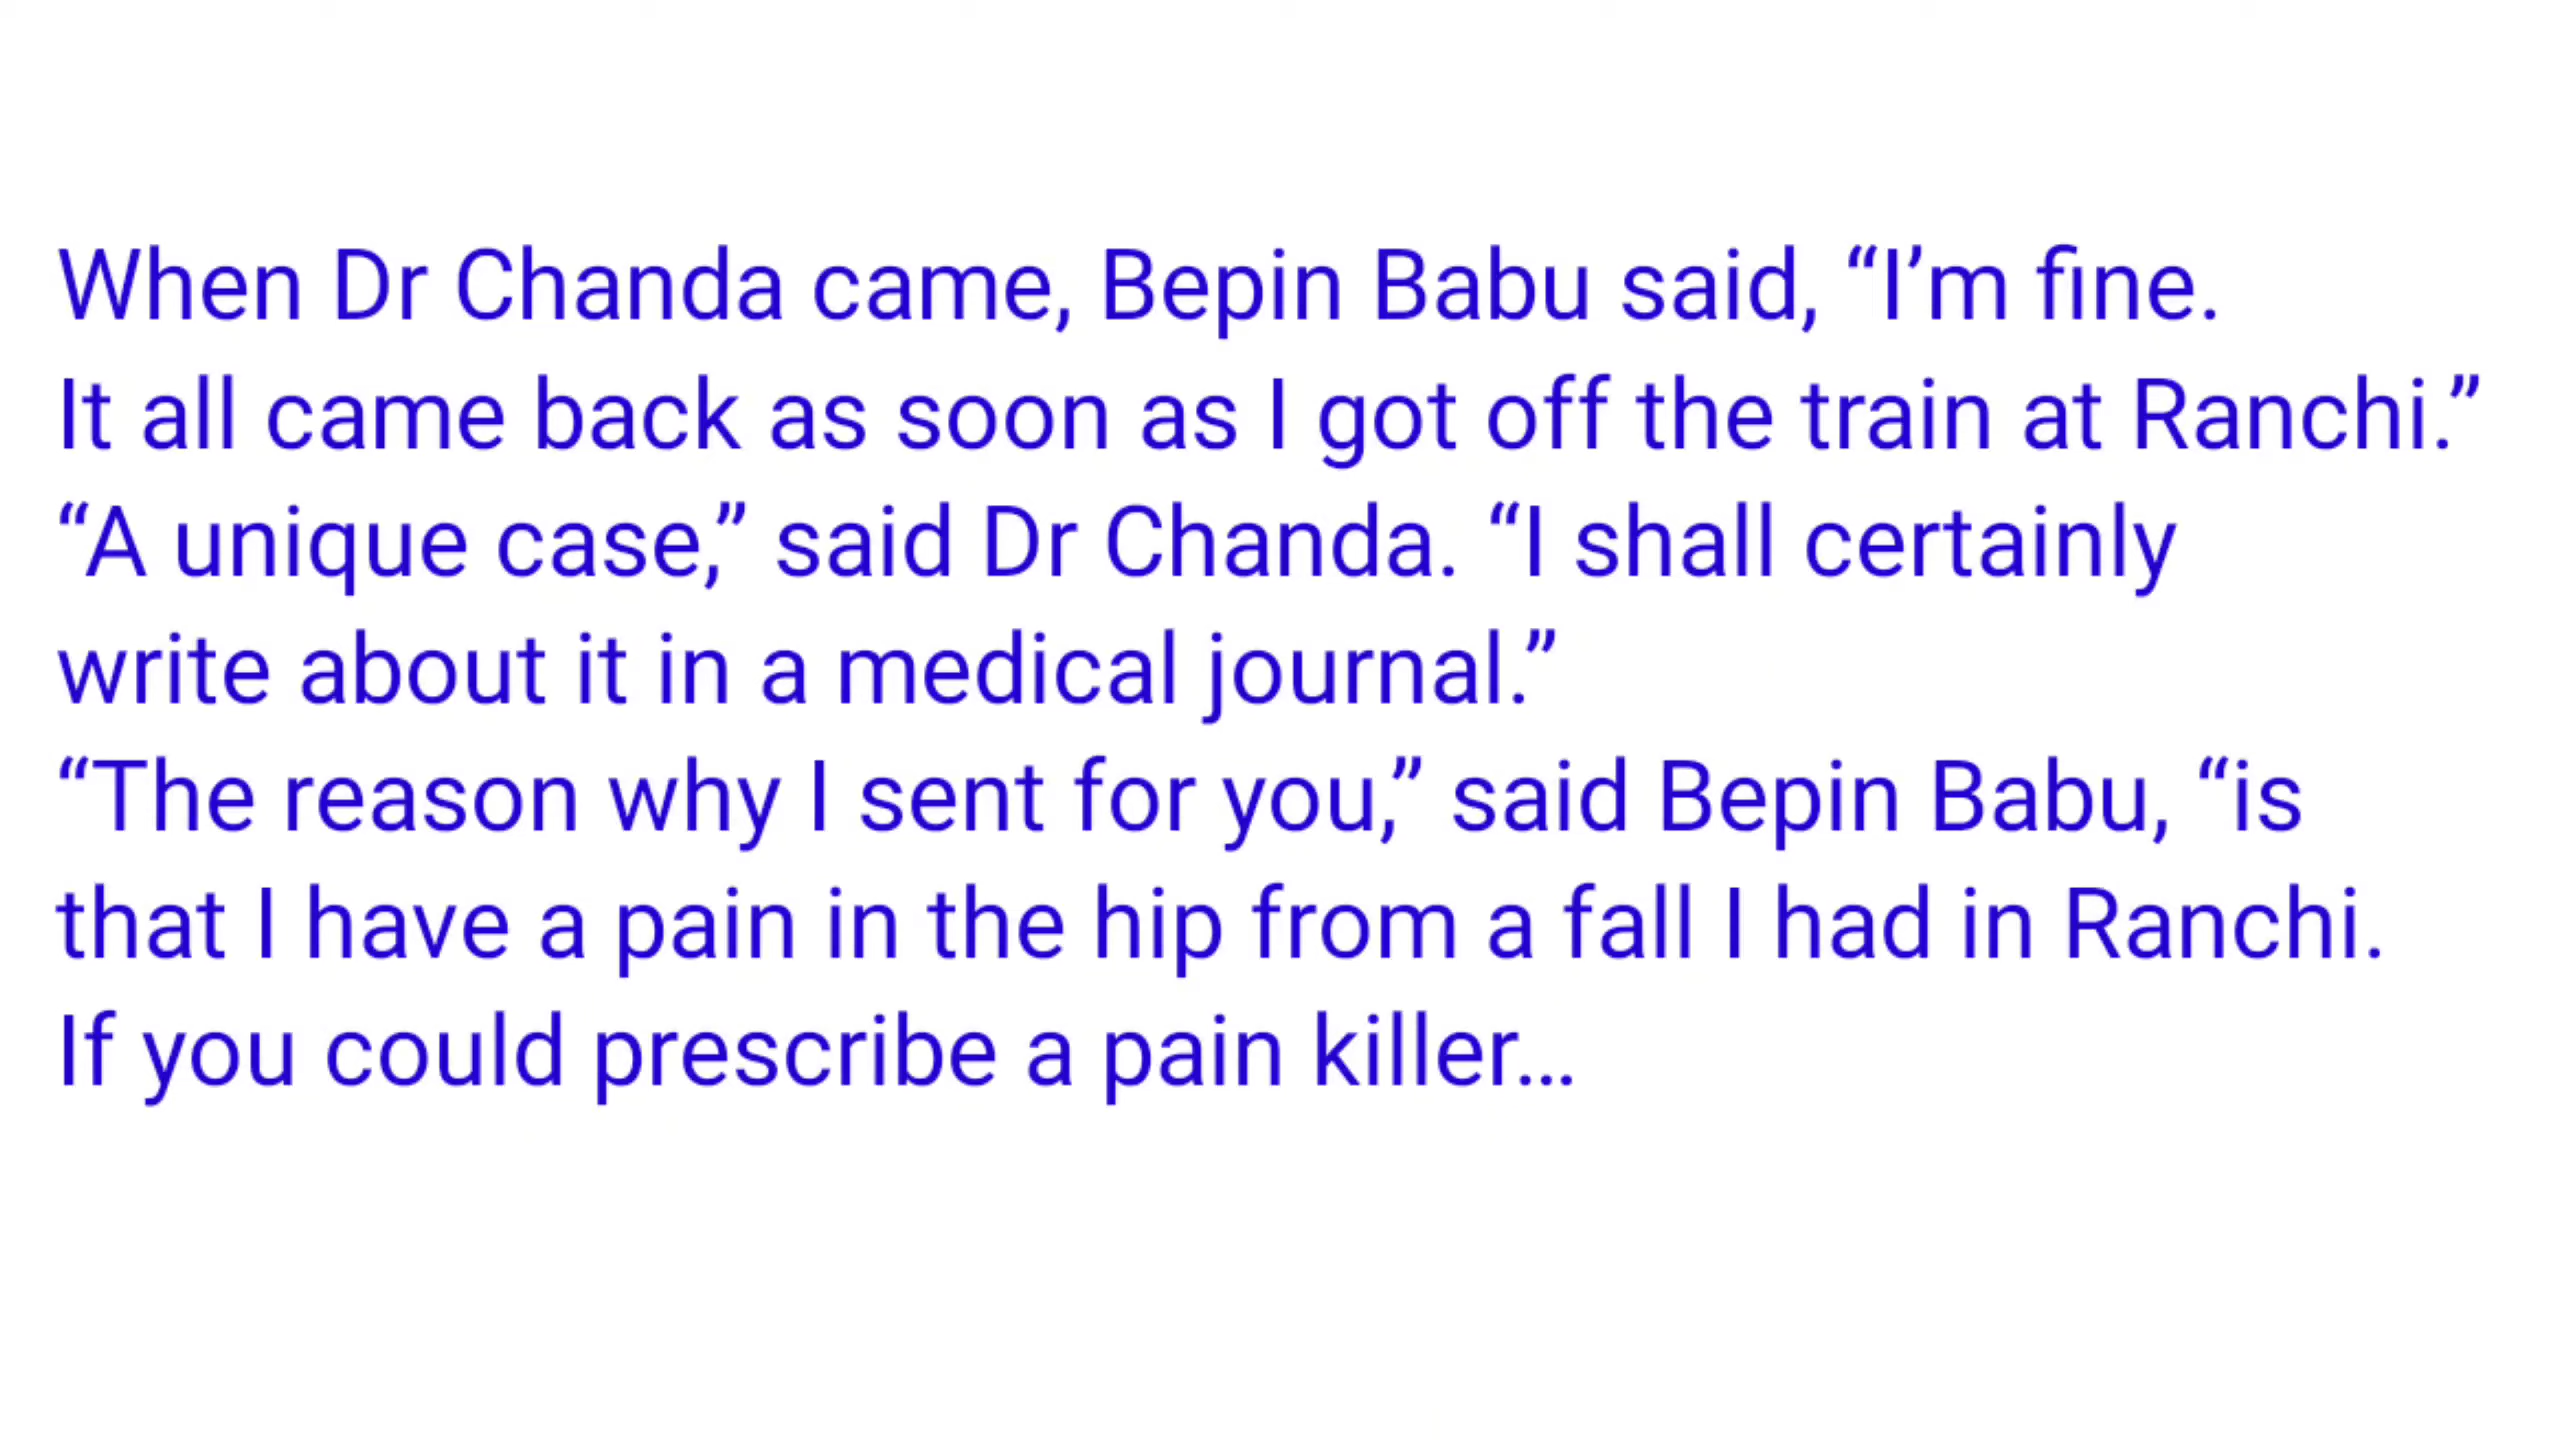 When Dr Chanda came, Bepin Babu said, “I’m fine.
It all came back as soon as I got off the train at Ranchi.”
“A unique case,” said Dr Chanda. “I shall certainly
write about it in a medical journal.”
“The reason why I sent for you,” said Bepin Babu, “is
that I have a pain in the hip from a fall I had in Ranchi.
If you could prescribe a pain killer…